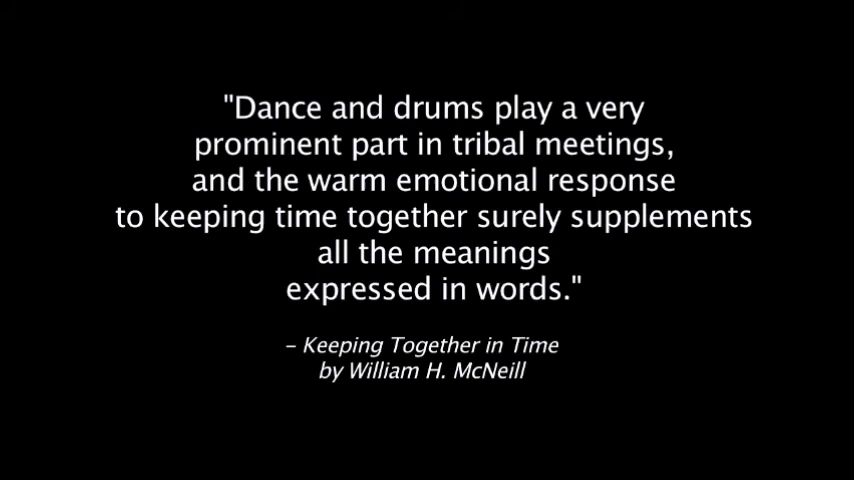 "Dance and drums play a very
prominent part in tribal meetings,
and the warm emotional response
to keeping time together surely supplements
all the meanings
expressed in words."
– Keeping Together in Time
by William H. McNeill